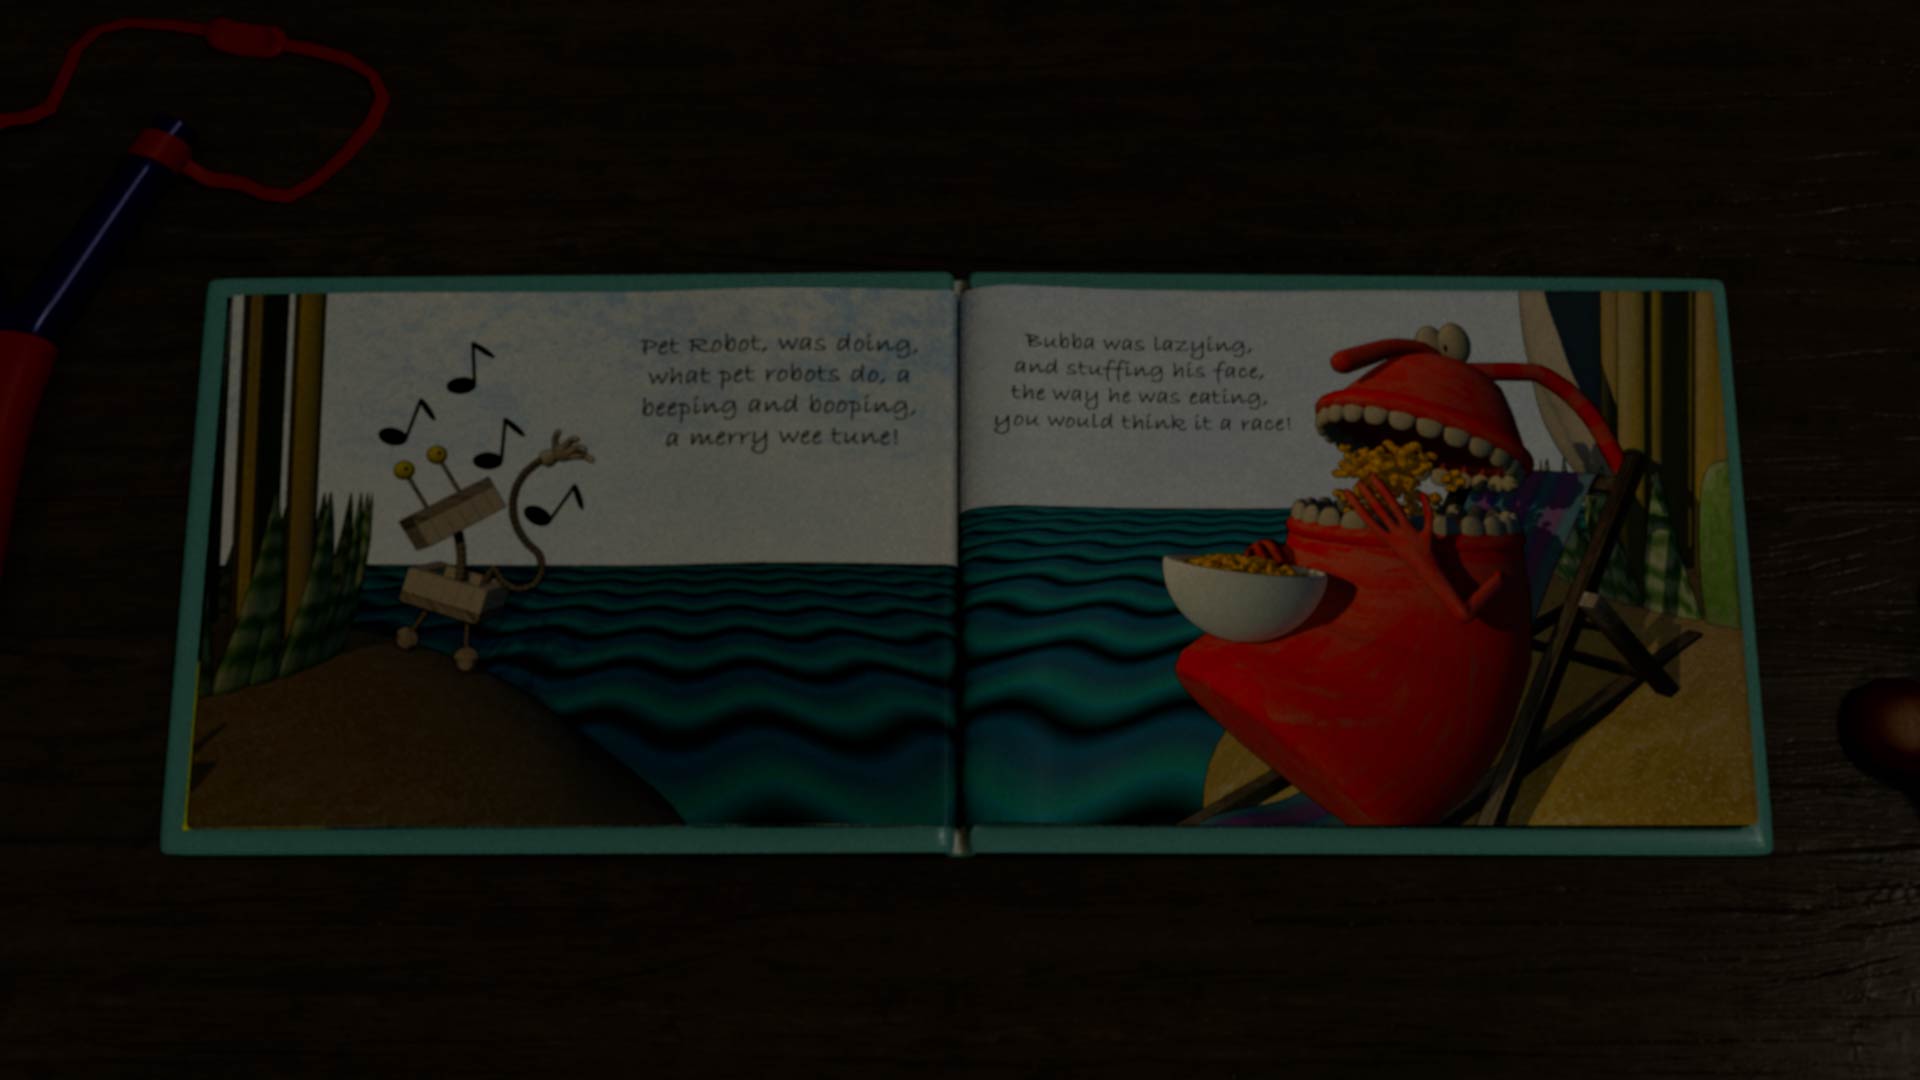 Pet Robot, was doing,
what pet robots do, a
beeping and booping,
a merry wee tune!
Bubba was lazying,
and stuffing his face,
the way he was eating,
you would think it a race!